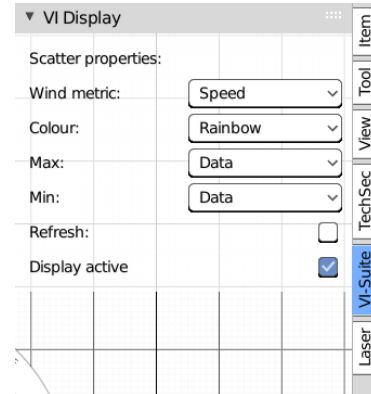 VI Display
Scatter properties:
Wind metric: Speed
Colour: Rainbow
Max: Data
Min: Data
Refresh:
Display active
Item
Tool
View
TechSec
VI-Suite
Laser